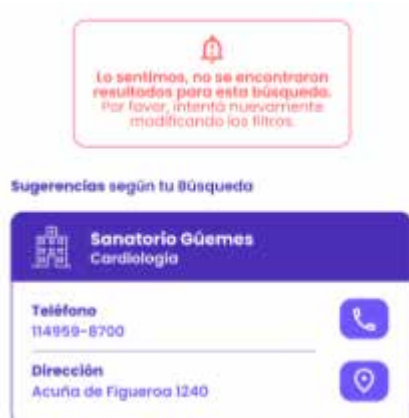 Lo sentimos, no se encontraron
resultados para esta búsqueda.
Por favor, intentá nuevamente
modificando los filtros.
Sugerencias según tu Búsqueda
Sanatorio Güemes
Cardiología
Teléfono
114959-8700
Dirección
Acuña de Figueroa 1240